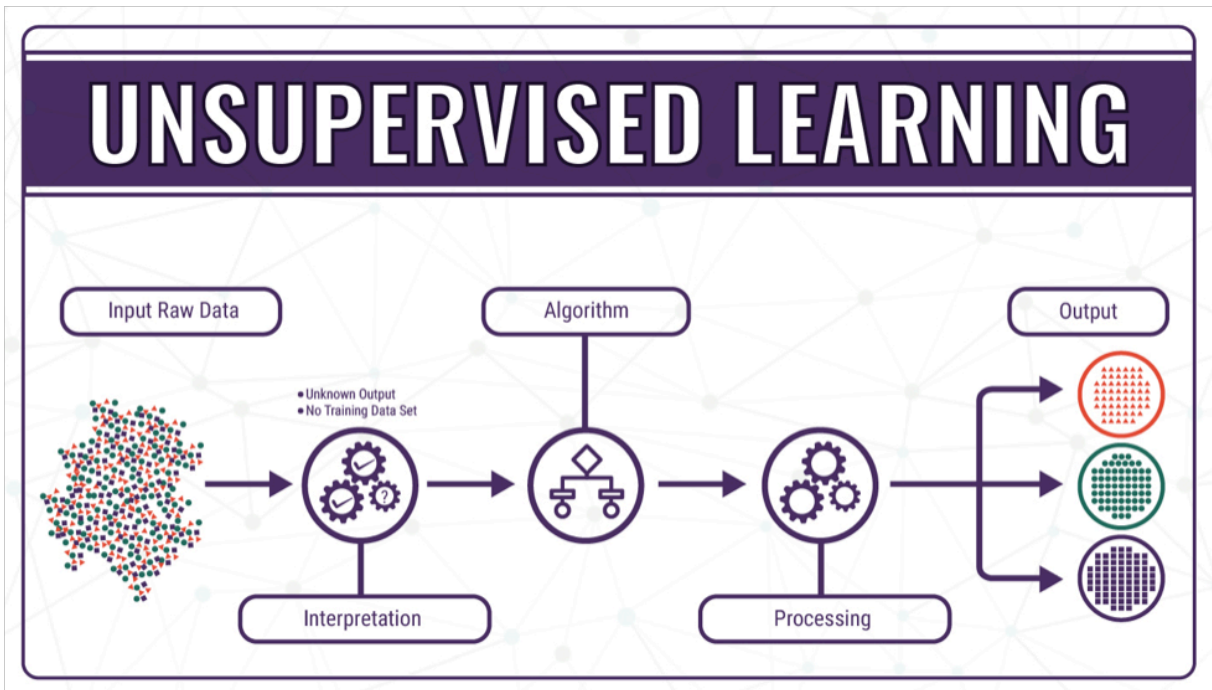 UNSUPERVISED LEARNING
Input Raw Data
Algorithm
Output
• Unknown Output
• No Training Data Set
?
Interpretation
Processing